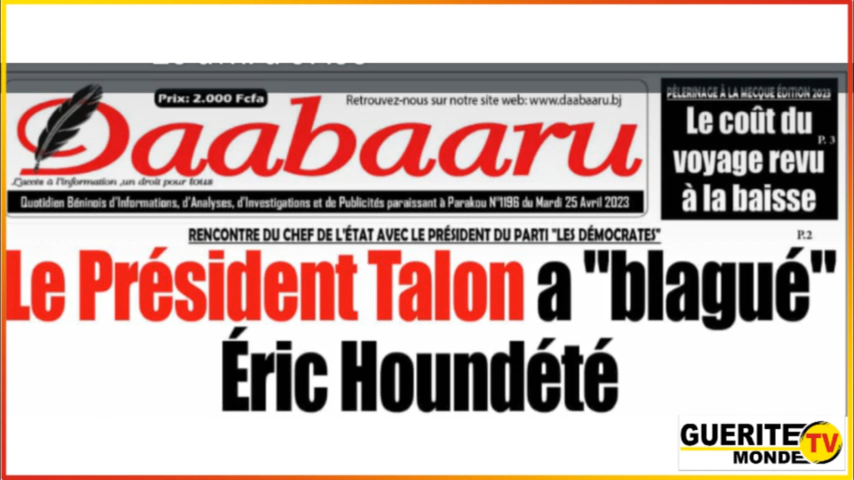 Prix: 2.000 Fcfa
Retrouvez-nous sur notre site web: www.daabaaru.bj
Daabaaru
L'accès à l'information ,un droit pour tous
Quotidien Béninois d'Informations, d'Analyses, d'Investigations et de Publicités paraissant à Parakou N°1196 du Mardi 25 Avril 2023
PÈLERINAGE À LA MECQUE ÉDITION 2023
Le coût du
P. 3
voyage revu
à la baisse
RENCONTRE DU CHEF DE L'ÉTAT AVEC LE PRÉSIDENT DU PARTI "LES DÉMOCRATES"
P.2
Le Président Talon a "blagué"
Éric Houndété
GUERITE
MONDE
TV